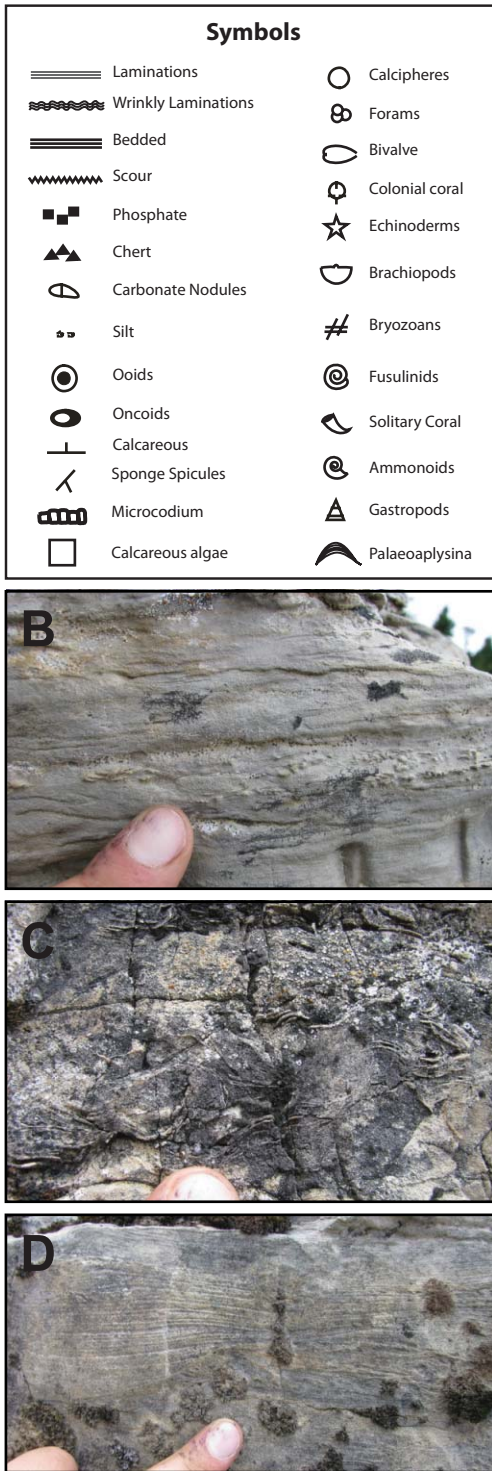 Symbols
Laminations
Wrinkly Laminations
Bedded
Scour
Phosphate
Chert
Carbonate Nodules
Silt
Ooids
Oncoids
Calcareous
Sponge Spicules
Microcodium
Calcareous algae
Calcipheres
Forams
Bivalve
Colonial coral
Echinoderms
Brachiopods
Bryozoans
Fusulinids
Solitary Coral
Ammonoids
Gastropods
Palaeoaplysina
B
C
D